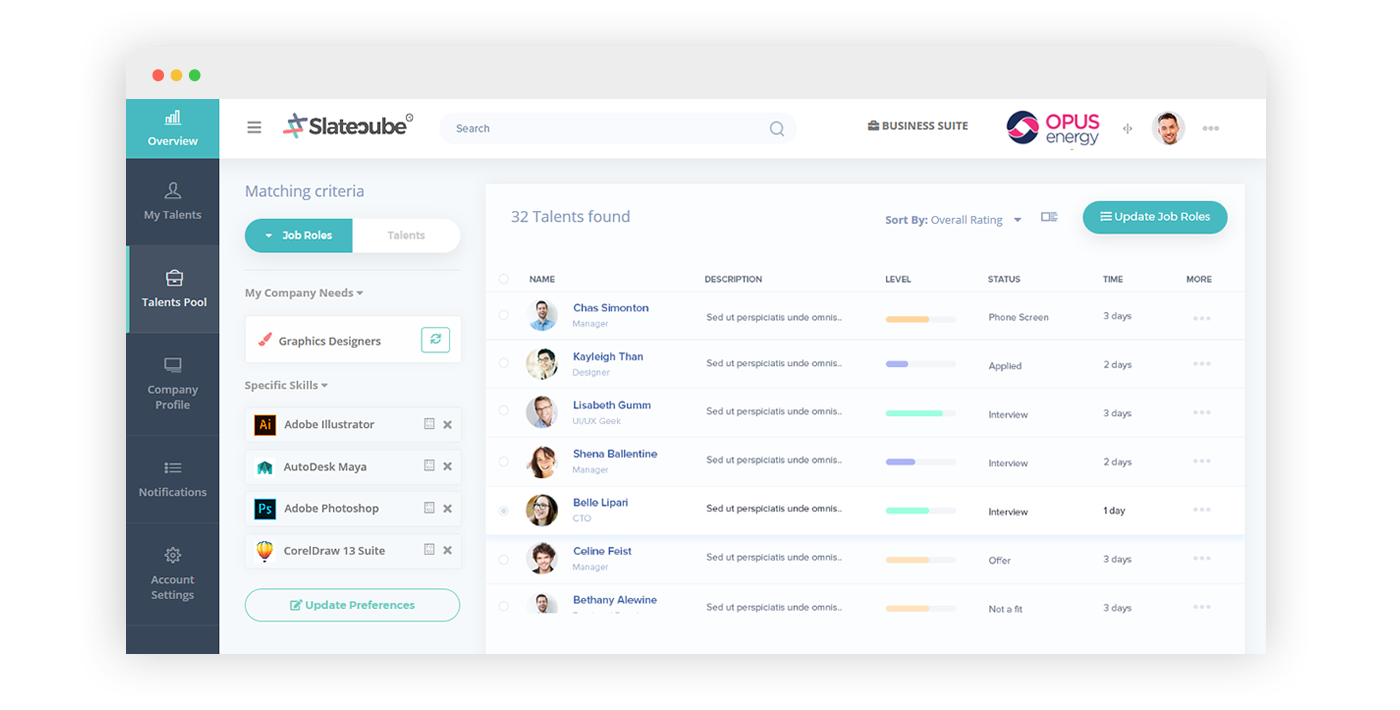 Overview
My Talents
Talents Pool
Company
Profile
Notifications
Account
Settings
Slatecube R
Search
BUSINESS SUITE
OPUS
energy
Matching criteria
Job Roles Talents
My Company Needs
Graphics Designers
Specific Skills
Ai Adobe Illustrator
AutoDesk Maya
Ps Adobe Photoshop
CorelDraw 13 Suite
Update Preferences
32 Talents found
Sort By: Overall Rating
Update Job Roles
NAME DESCRIPTION LEVEL STATUS TIME MORE
Chas Simonton
Manager
Sed ut perspiciatis unde omnis.. Phone Screen 3 days
Kayleigh Than
Designer
Sed ut perspiciatis unde omnis.. Applied 2 days
Lisabeth Gumm
UI/UX Geek
Sed ut perspiciatis unde omnis.. Interview 3 days
Shena Ballentine
Manager
Sed ut perspiciatis unde omnis.. Interview 2 days
Belle Lipari
CTO
Sed ut perspiciatis unde omnis.. Interview 1 day
Celine Feist
Manager
Sed ut perspiciatis unde omnis.. Offer 3 days
Bethany Alewine
Sed ut perspiciatis unde omnis.. Not a fit 3 days